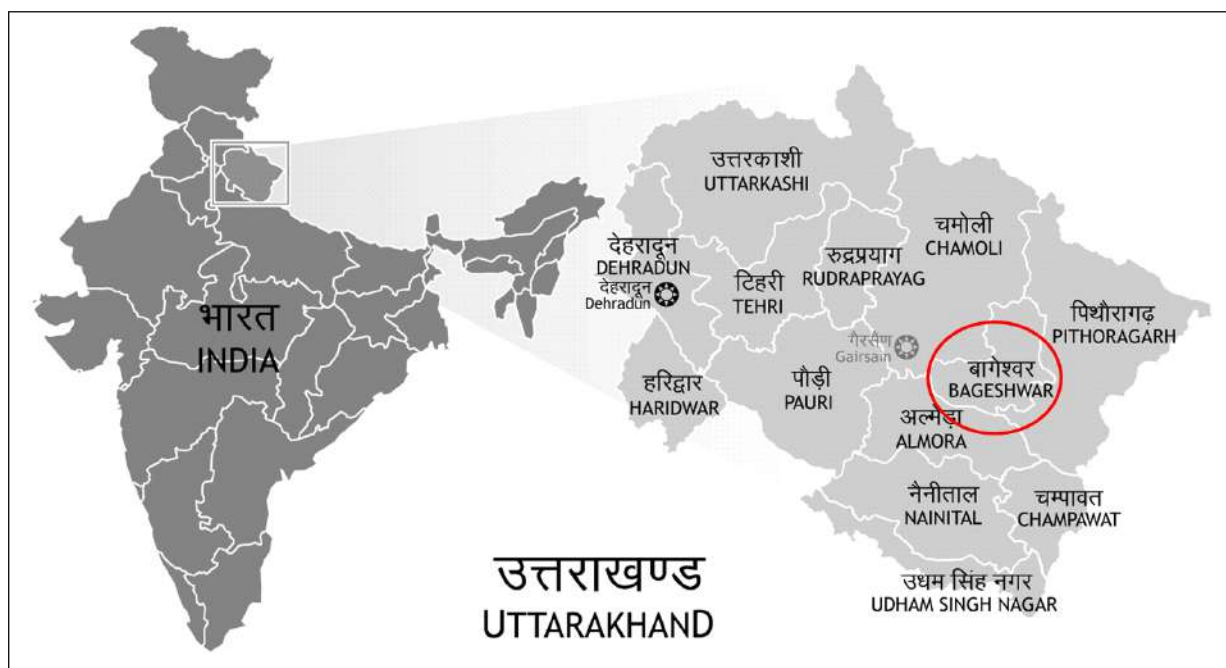 भारत
INDIA
उत्तराखण्ड
UTTARAKHAND
उत्तरकाशी
UTTARKASHI
चमोली
CHAMOLI
देहरादून
DEHRADUN
देहरादून
Dehradun
टिहरी
TEHRI
रुद्रप्रयाग
RUDRAPRAYAG
पिथौरागढ़
PITHORAGARH
गैरसैण
Gairsain
हरिद्वार
HARIDWAR
पौड़ी
PAURI
बागेश्वर
BAGESHWAR
अल्मोड़ा
ALMORA
नैनीताल
NAINITAL
चम्पावत
CHAMPAWAT
उधम सिंह नगर
UDHAM SINGH NAGAR